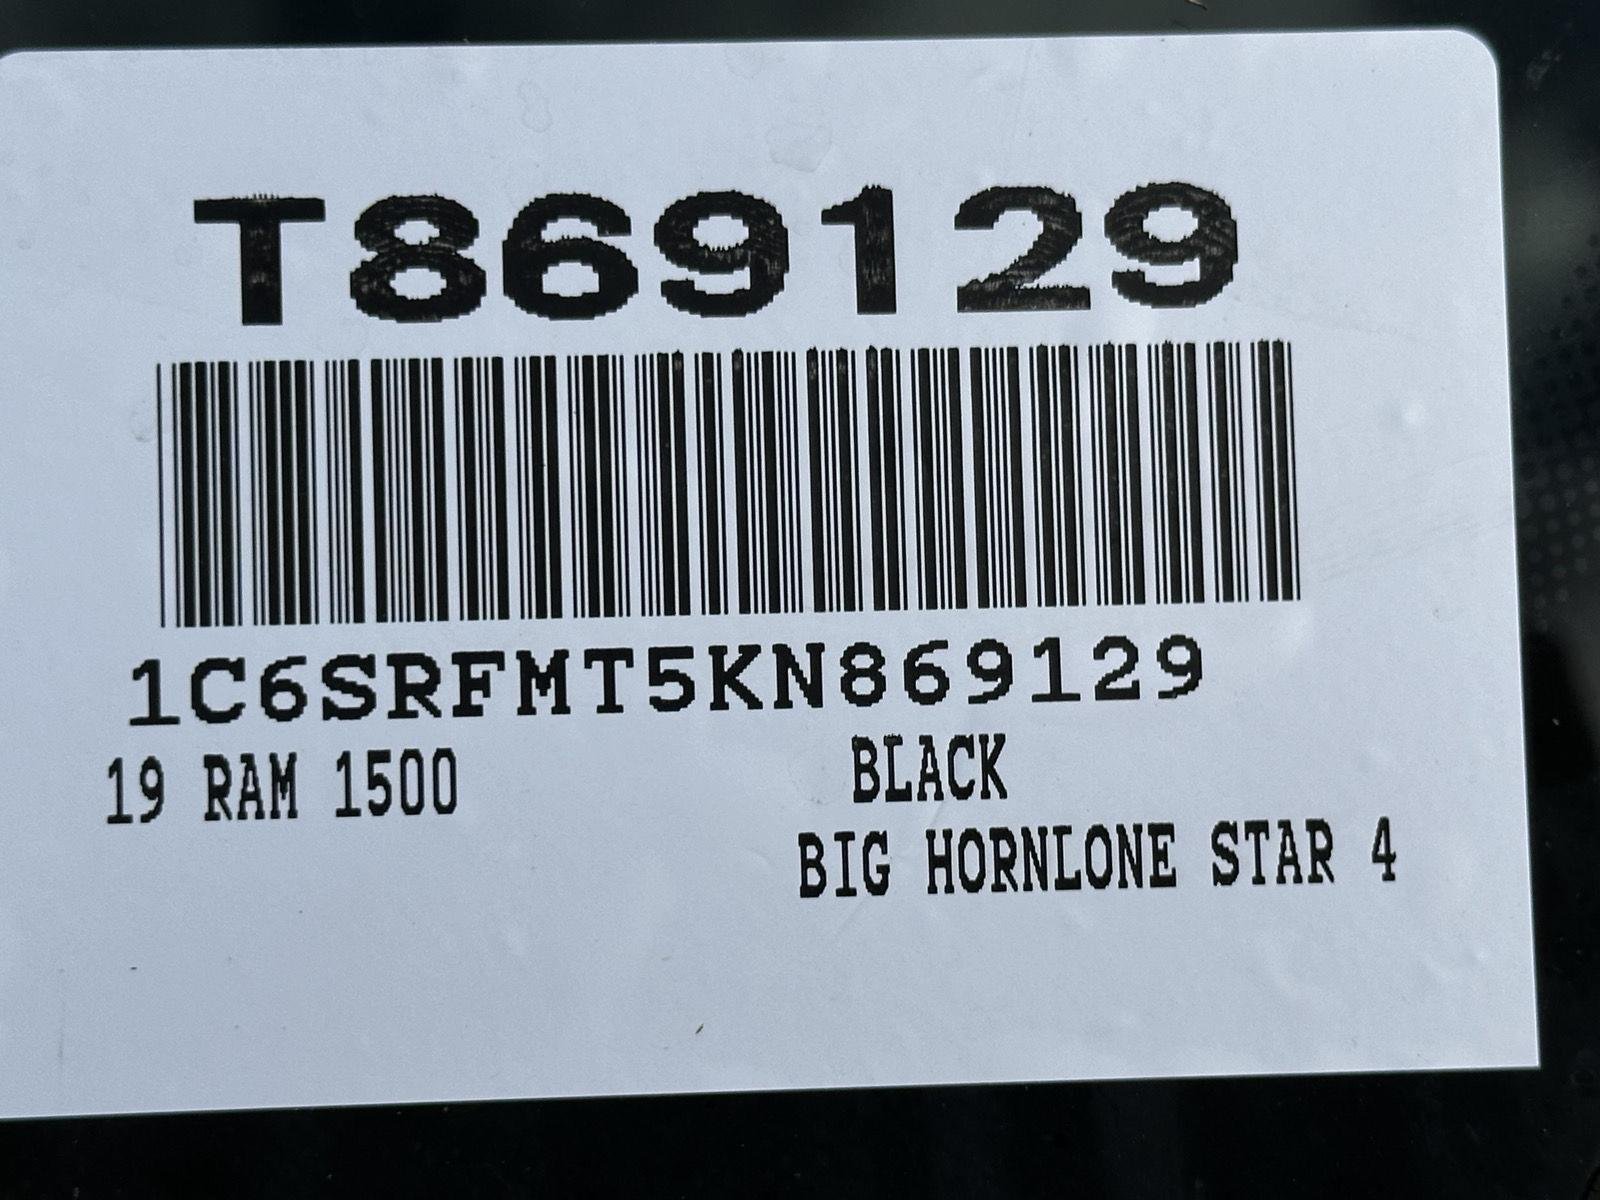 T869129
1C6SRFMT5KN869129
19 RAM 1500 BLACK
BIG HORNLONE STAR 4